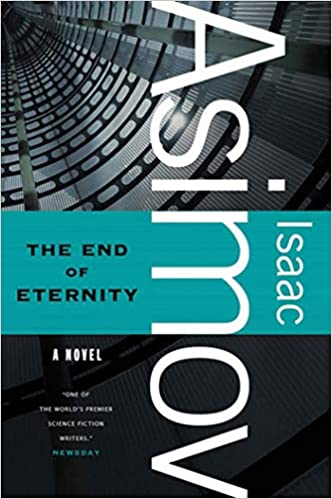 Isaac
Asimov
THE END
OF
ETERNITY
A NOVEL
"ONE OF
THE WORLD'S PREMIER
SCIENCE FICTION
WRITERS."
NEWSDAY